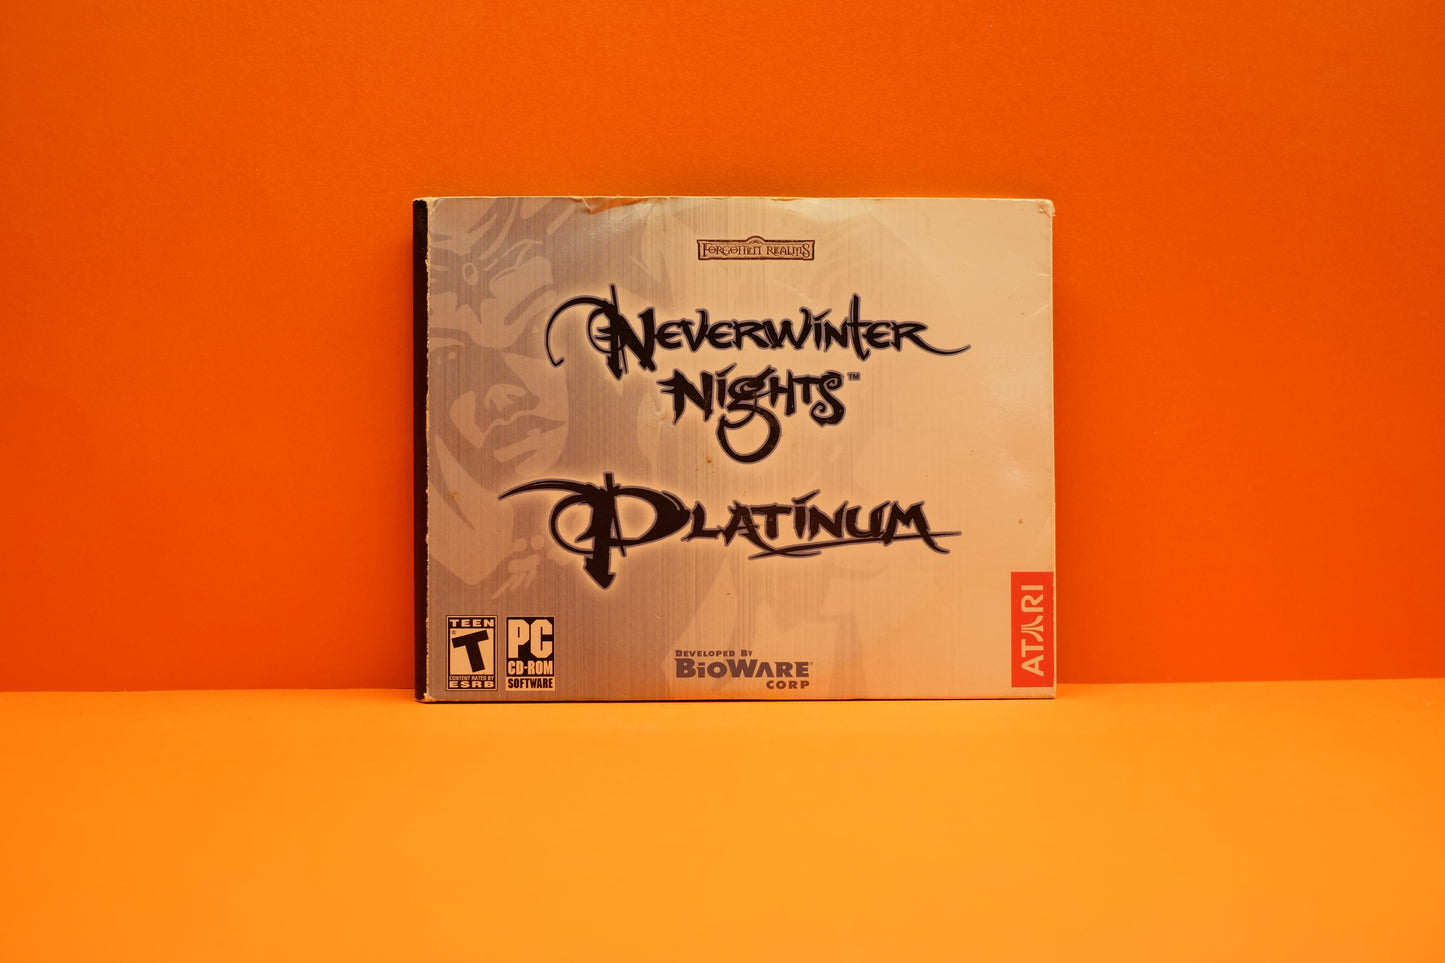 FORGOTTEN REALMS
NEVERWINTER
NIGHTS™
PLATINUM
TEEN
T
CONTENT RATED BY
ESRB
PC
CD-ROM
SOFTWARE
DEVELOPED BY
BIOWARE
CORP
ATARI